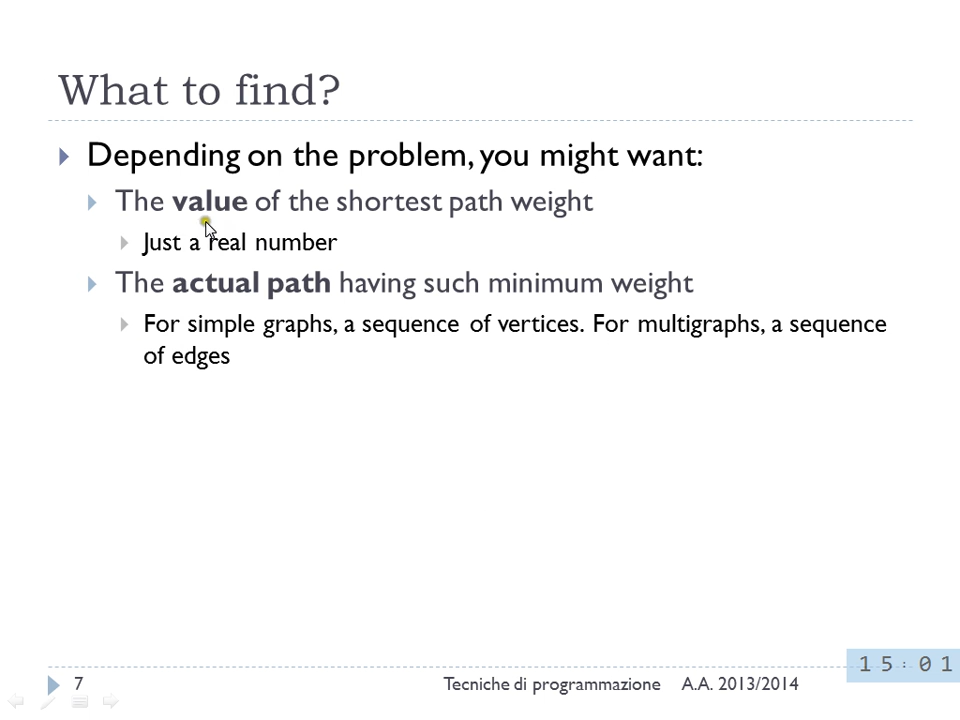 What to find?
Depending on the problem, you might want:
The value of the shortest path weight
Just a real number
The actual path having such minimum weight
For simple graphs, a sequence of vertices. For multigraphs, a sequence
of edges
15:01
7
Tecniche di programmazione A.A. 2013/2014